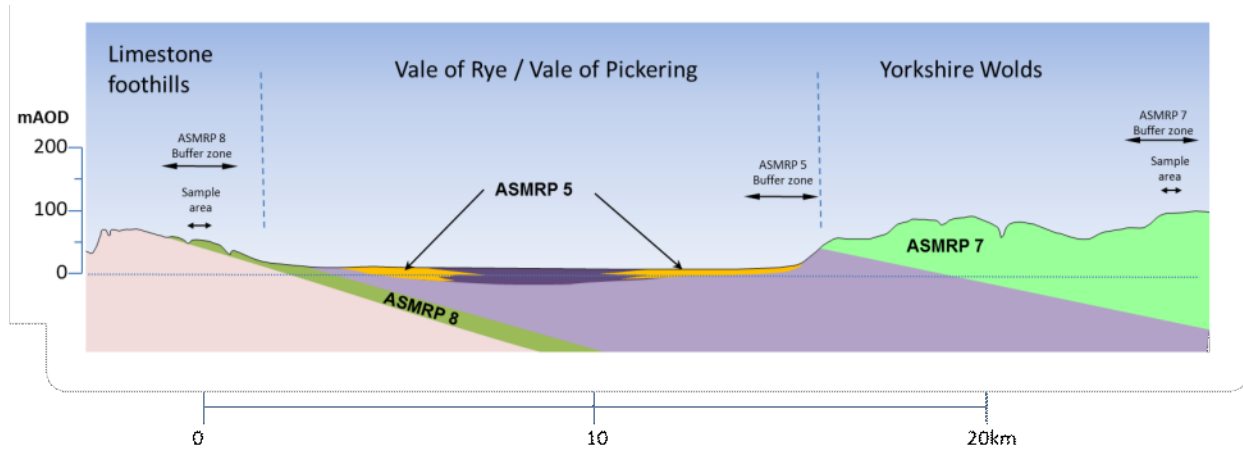 Limestone
foothills
Vale of Rye / Vale of Pickering
Yorkshire Wolds
mAOD
200
100
0
ASMRP 8
Buffer zone
Sample
area
ASMRP 5
ASMRP 5
Buffer zone
ASMRP 7
Buffer zone
Sample
area
ASMRP 7
ASMRP 8
0
10
20km